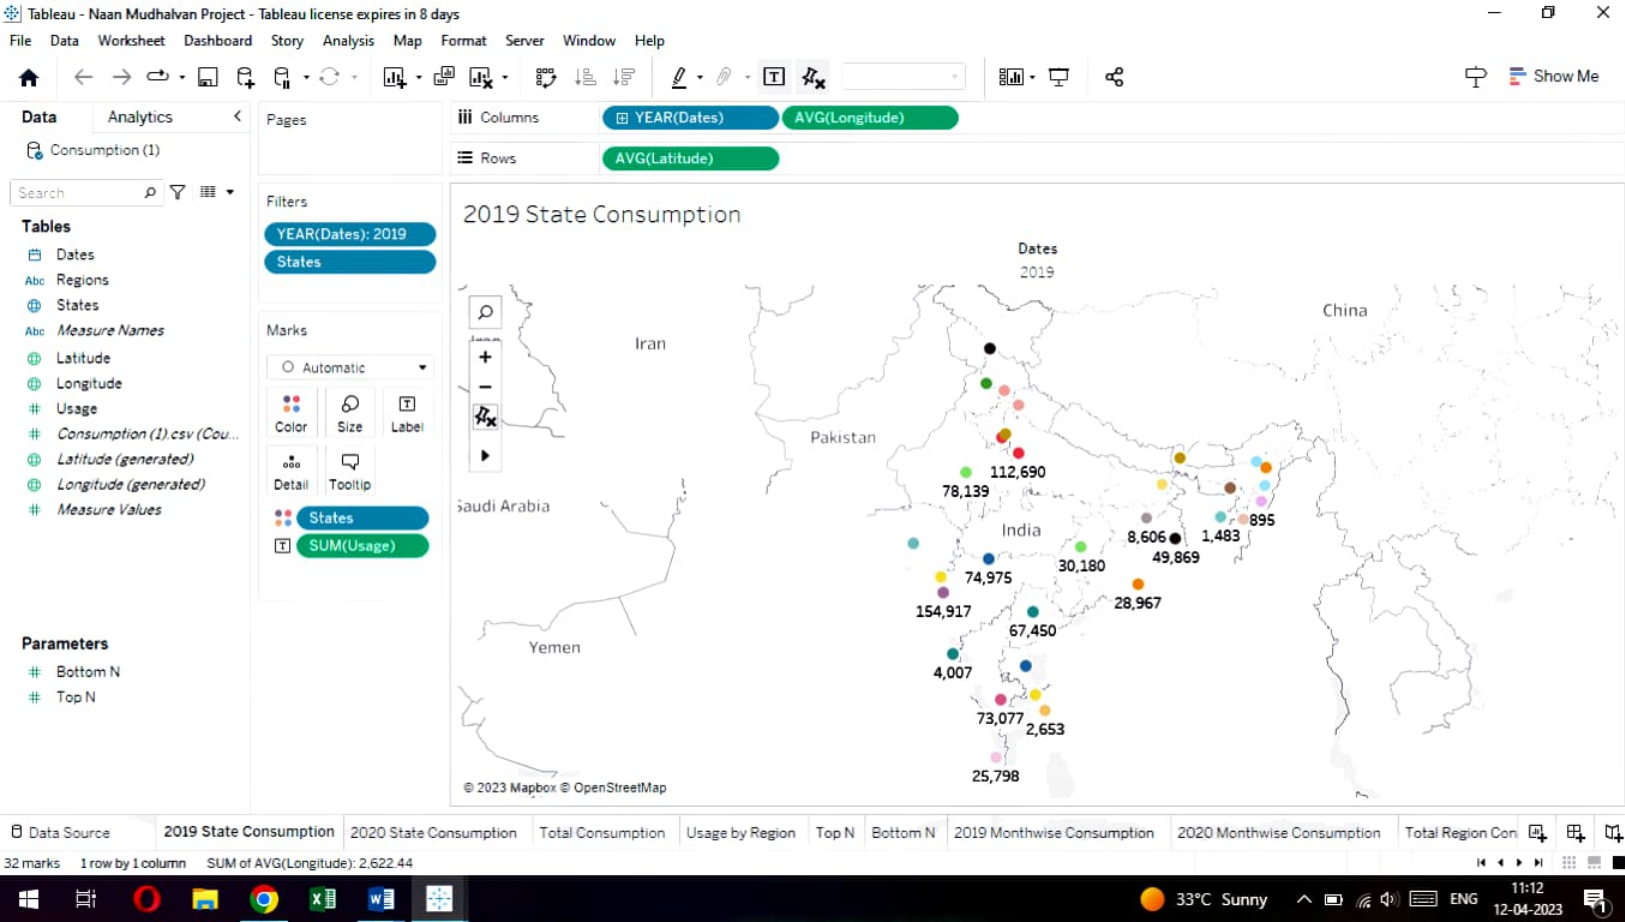 Tableau - Naan Mudhalvan Project - Tableau license expires in 8 days
File Data Worksheet Dashboard Story Analysis Map Format Server Window Help
Show Me
Data Analytics
Consumption (1)
Search
Tables
Dates
Abc Regions
States
Abc Measure Names
Latitude
Longitude
# Usage
# Consumption (1).csv (Cou...
Latitude (generated)
Longitude (generated)
# Measure Values
Parameters
# Bottom N
# Top N
Pages
Filters
YEAR(Dates): 2019
States
Marks
Automatic
Color Size Label
Detail Tooltip
States
SUM(Usage)
Columns YEAR(Dates) AVG(Longitude)
Rows AVG(Latitude)
2019 State Consumption
Dates
2019
China
Iran
Pakistan
112,690
78,139
Saudi Arabia
India
895
8,606
1,483
49,869
30,180
74,975
28,967
154,917
67,450
Yemen
4,007
73,077
2,653
25,798
© 2023 Mapbox © OpenStreetMap
Data Source 2019 State Consumption 2020 State Consumption Total Consumption Usage by Region Top N Bottom N 2019 Monthwise Consumption 2020 Monthwise Consumption Total Region Con
32 marks 1 row by 1 column SUM of AVG(Longitude): 2,622.44
33°C Sunny ENG 11:12
12-04-2023 1